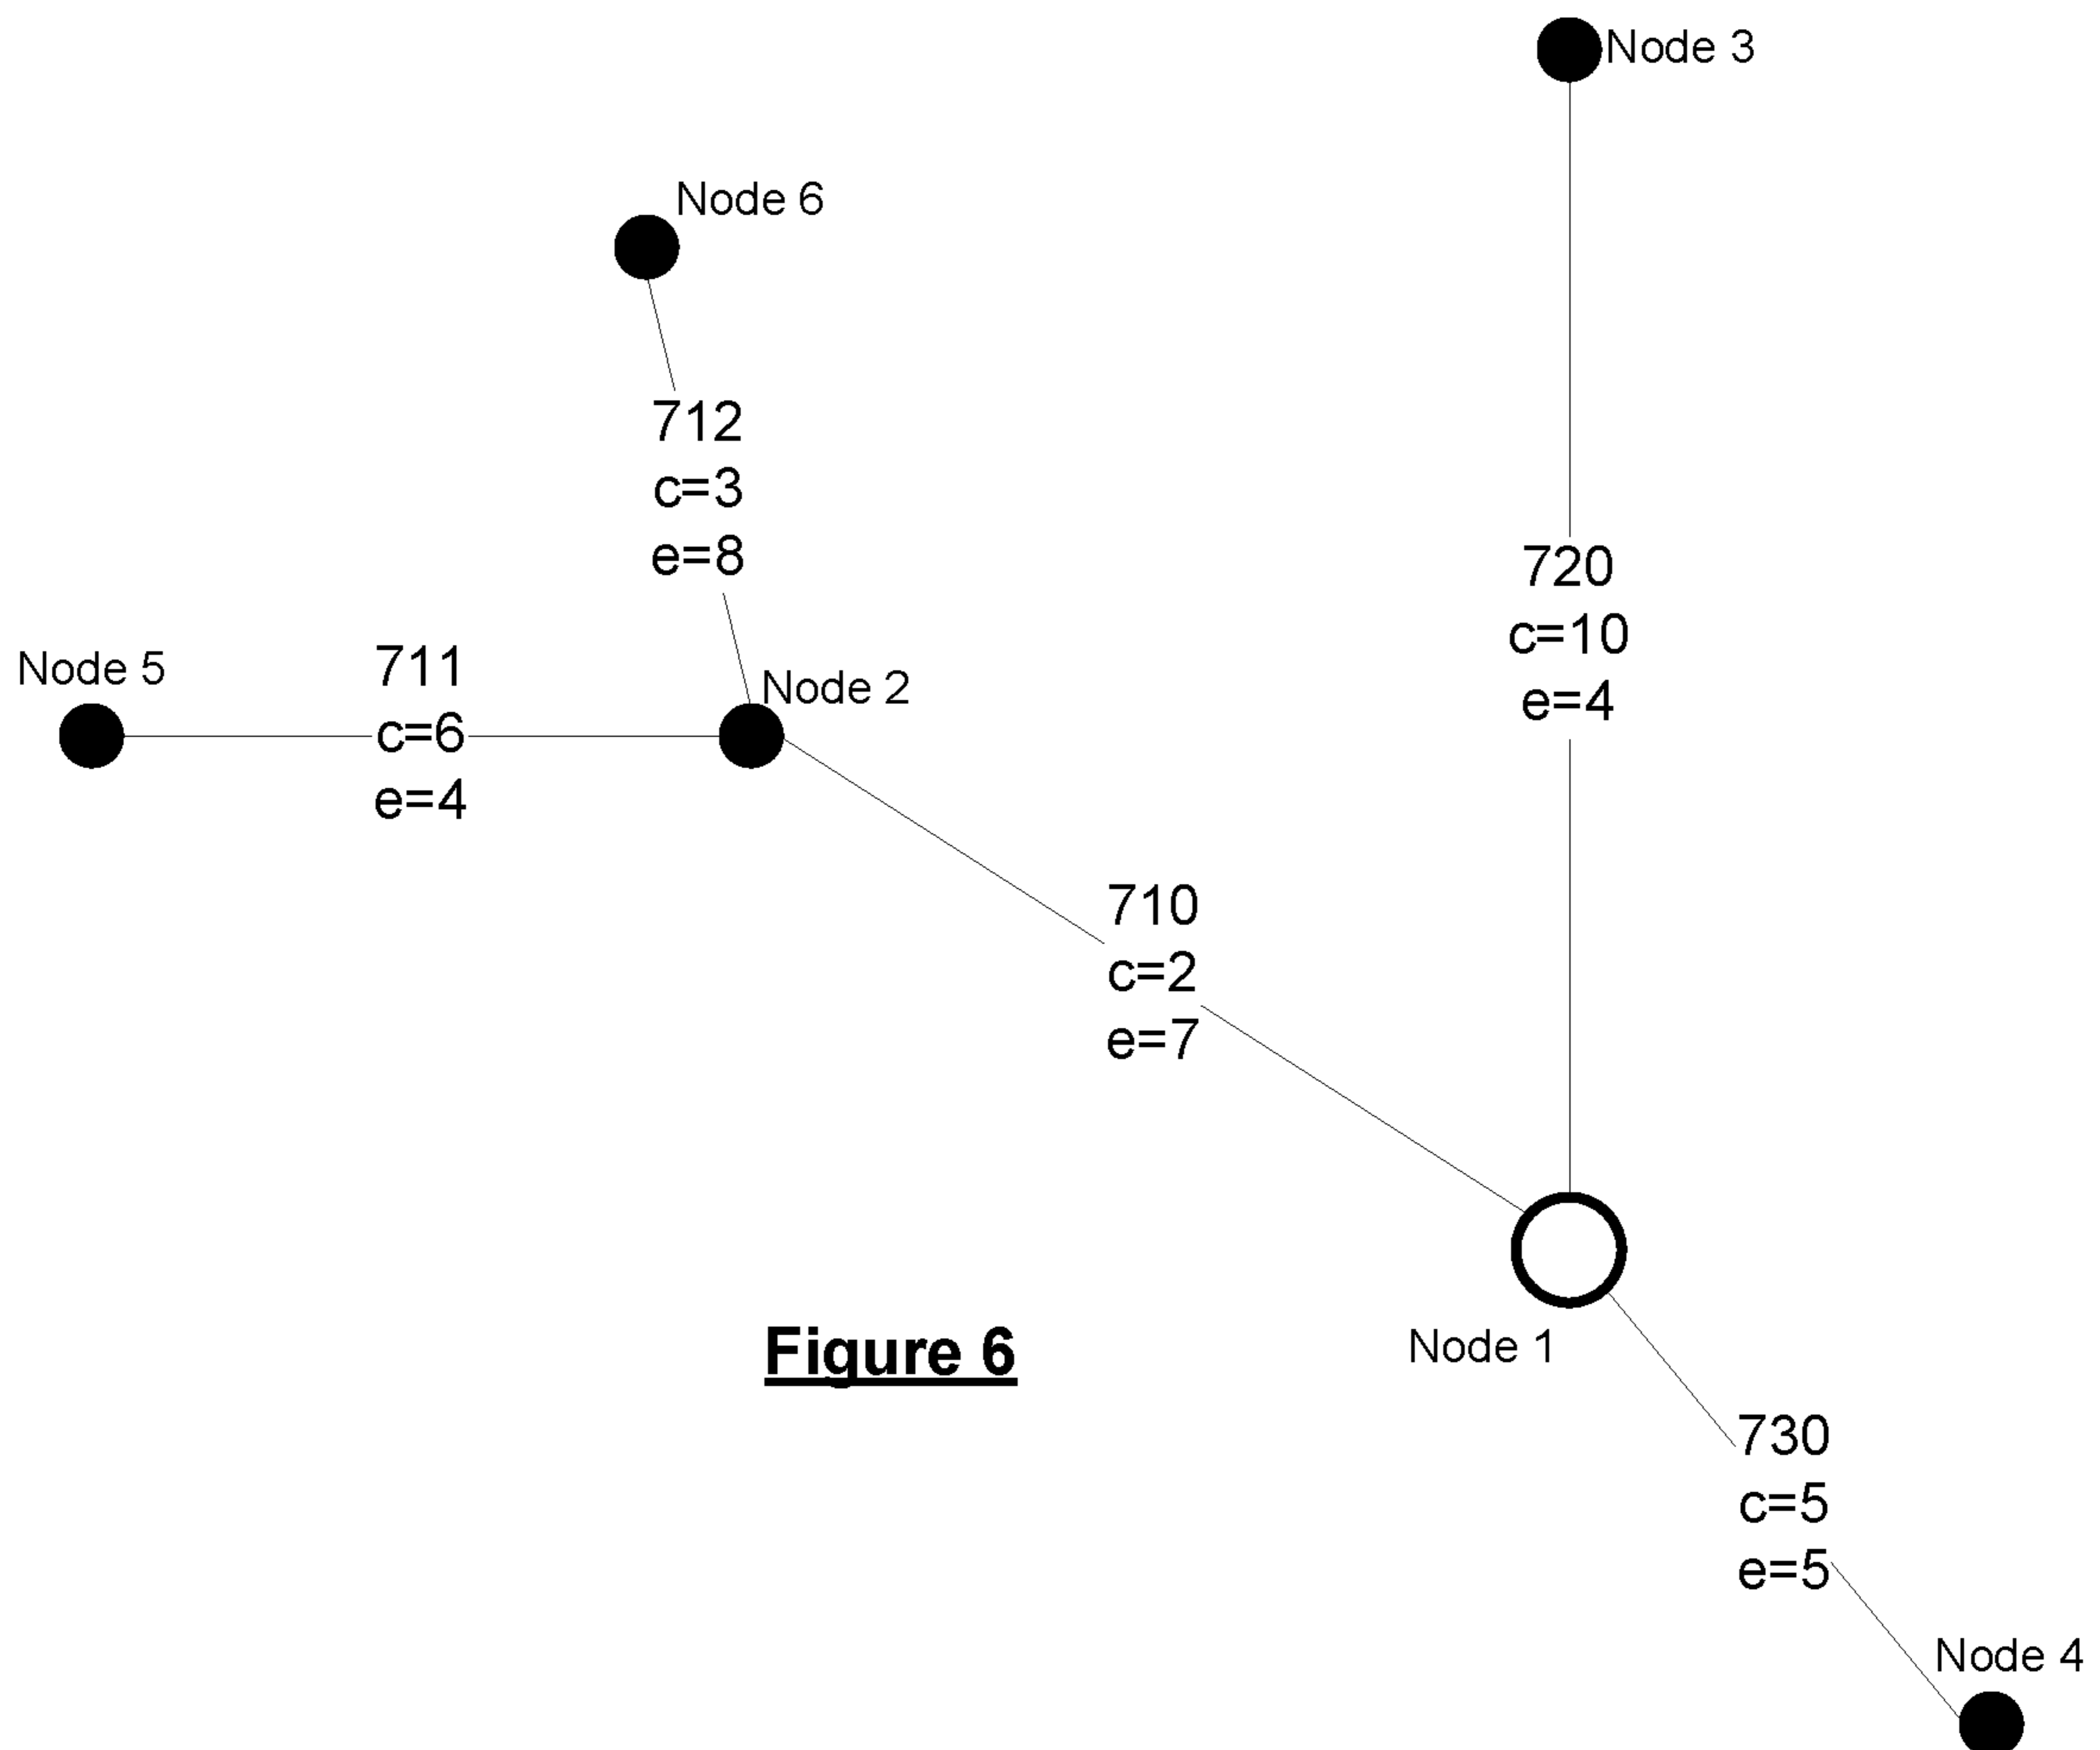 Node 3
Node 6
712
c=3
e=8
720
c=10
e=4
Node 5
711
c=6
e=4
Node 2
710
c=2
e=7
Node 1
Figure 6
730
c=5
e=5
Node 4